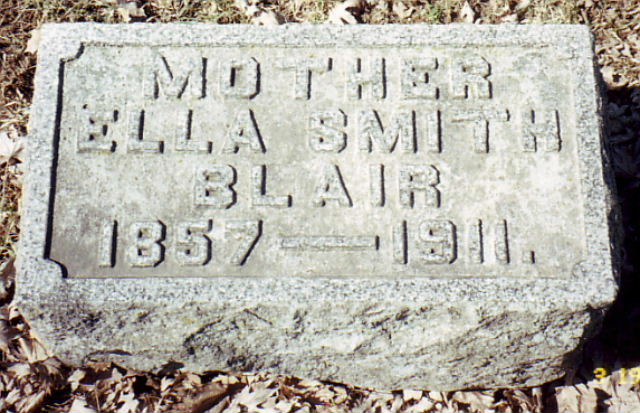 MOTHER
ELLA SMITH
BLAIR
1857—1911.